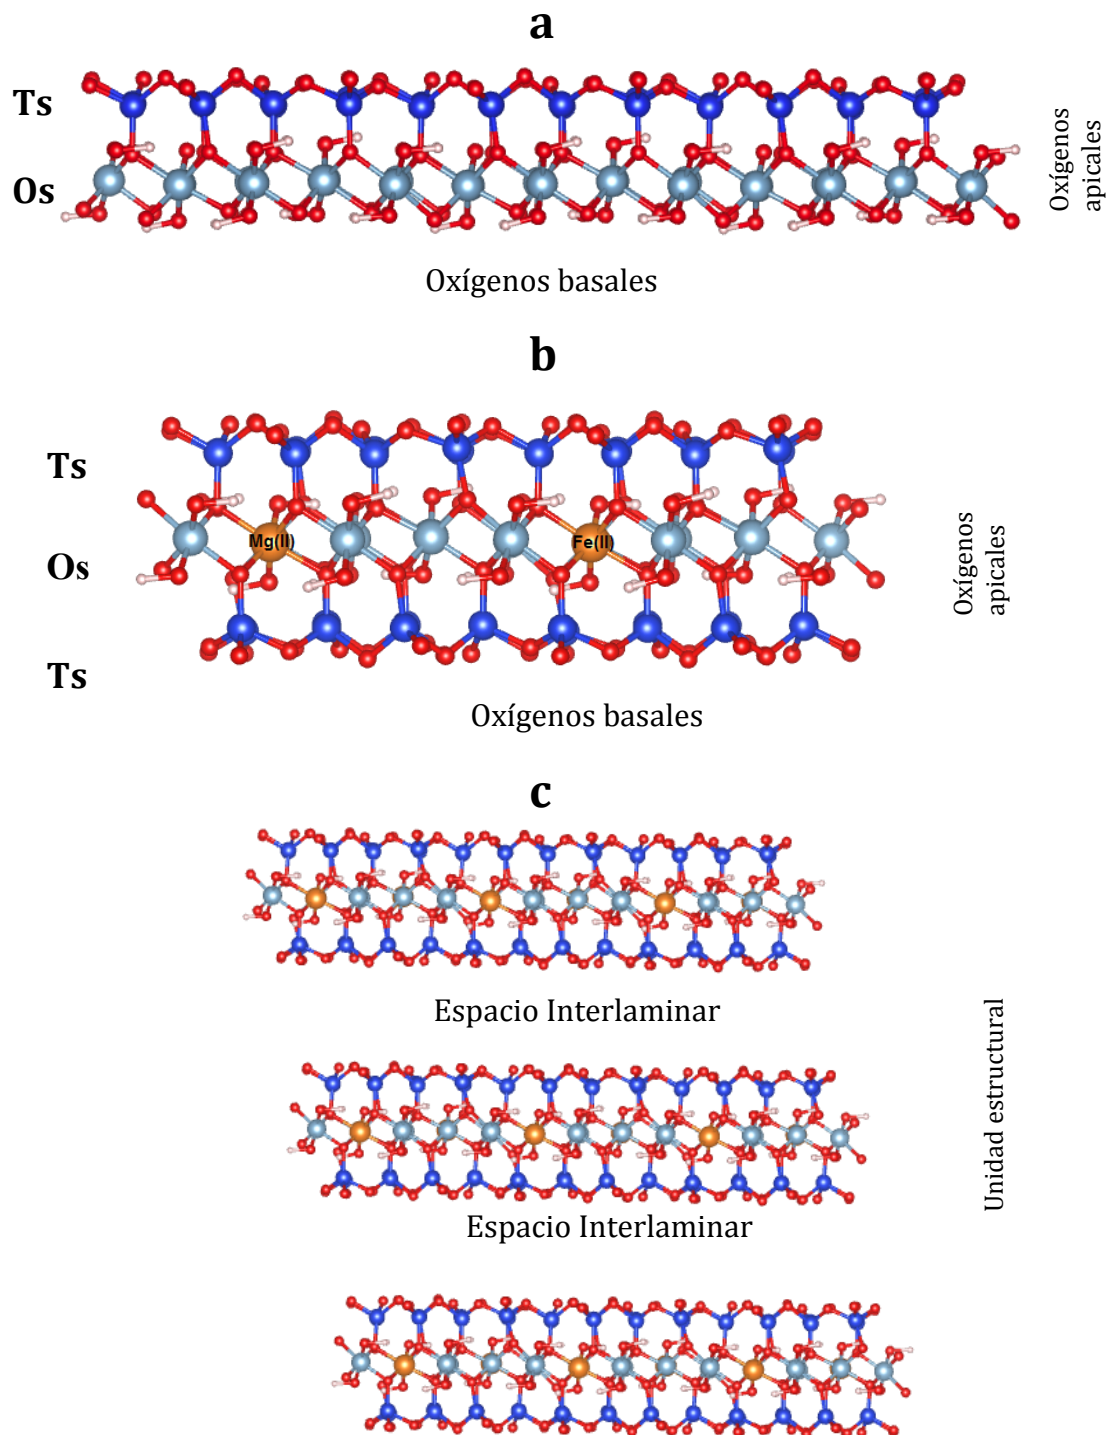 a
Ts
Os
Oxígenos
apicales
Oxígenos basales
b
Ts
Mg(II)
Fe(II)
Os
Oxígenos
apicales
Ts
Oxígenos basales
c
Espacio Interlaminar
Unidad estructural
Espacio Interlaminar